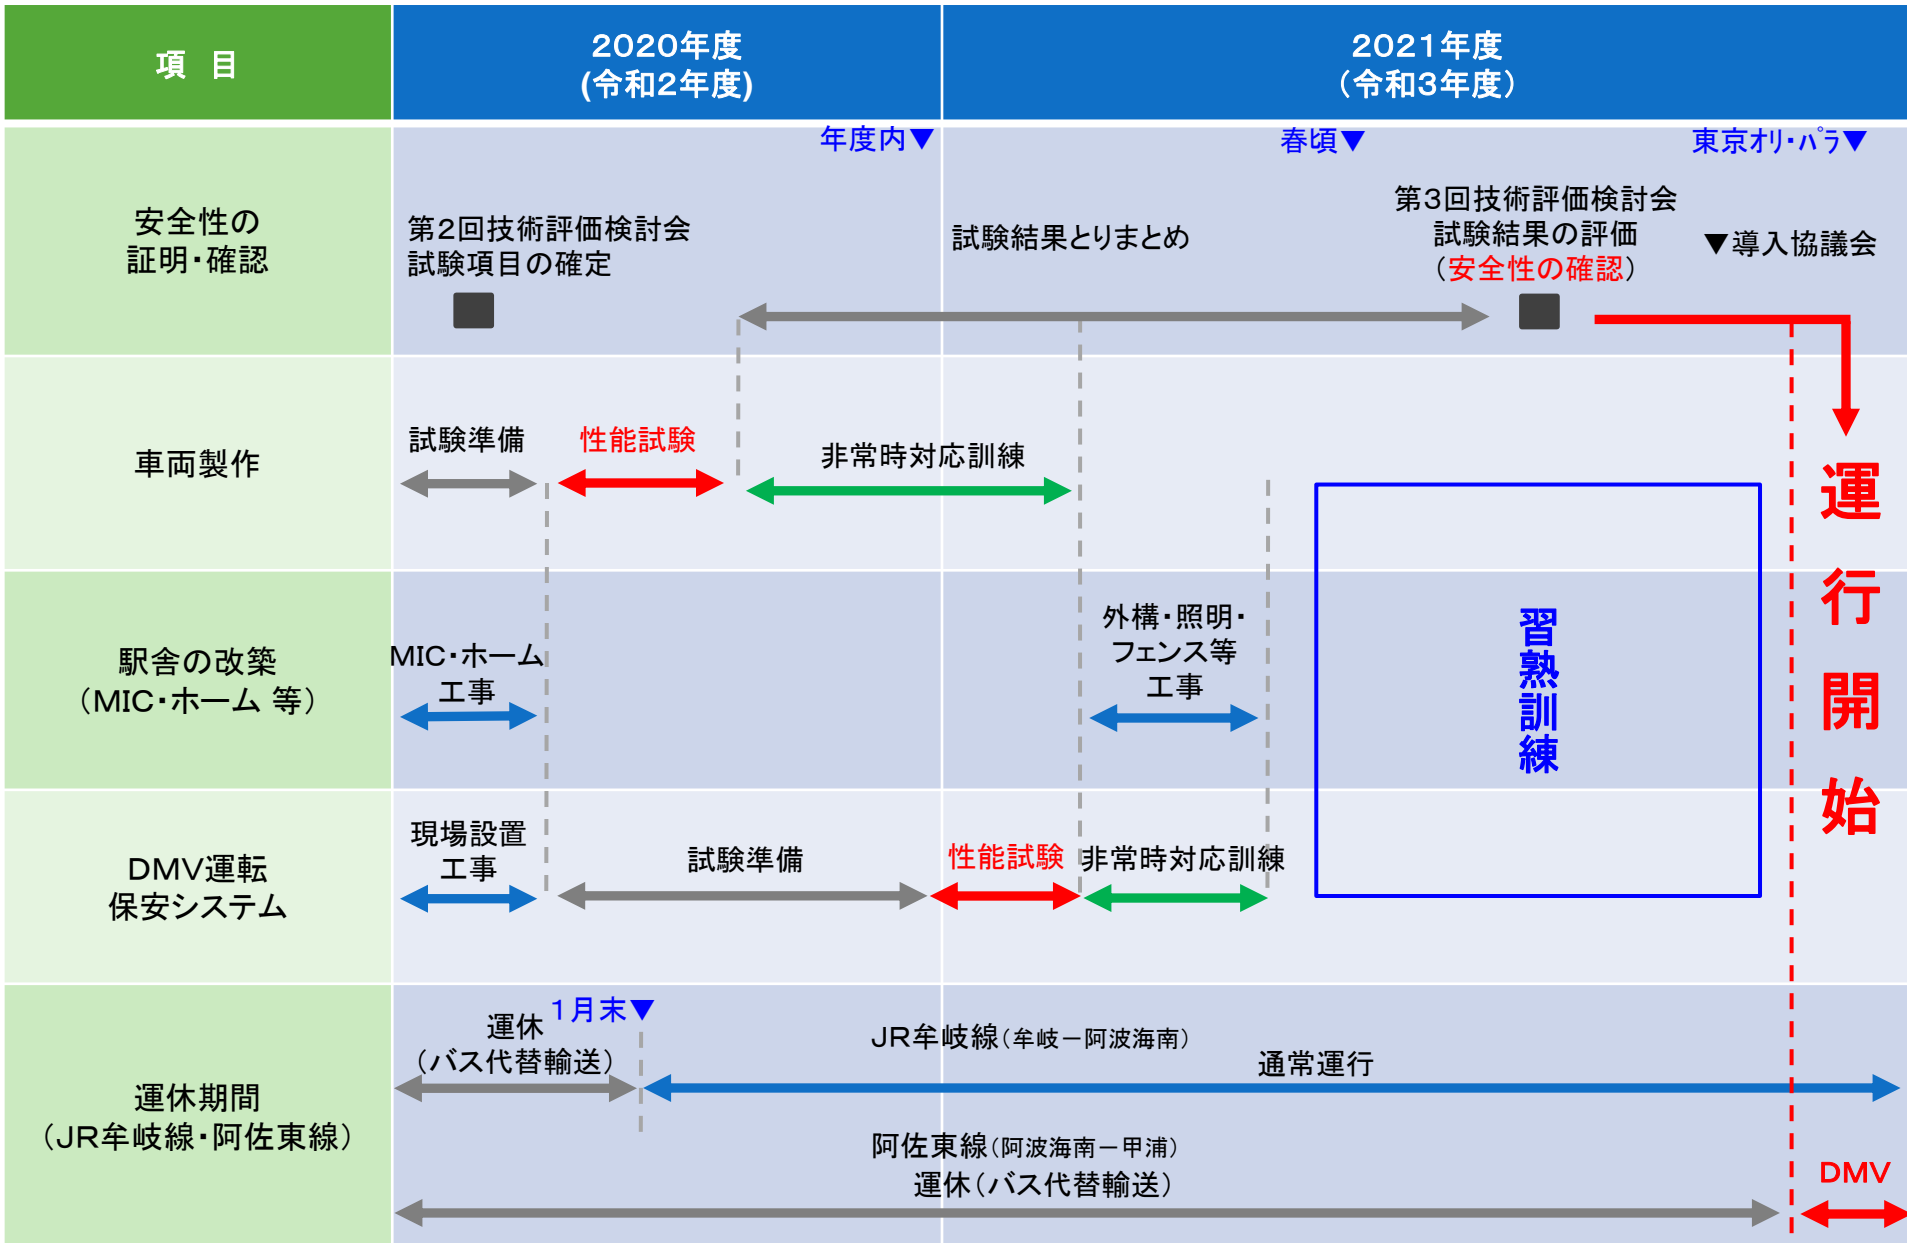 項 目
2020年度
(令和2年度)
2021年度
（令和3年度）
年度内▼
春頃▼
東京オリ・パラ▼
安全性の
証明・確認
第2回技術評価検討会
試験項目の確定
試験結果とりまとめ
第3回技術評価検討会
試験結果の評価
（安全性の確認）
▼導入協議会
車両製作
試験準備
性能試験
非常時対応訓練
運行開始
駅舎の改築
（MIC・ホーム 等）
MIC・ホーム
工事
外構・照明・
フェンス等
工事
習熟訓練
DMV運転
保安システム
現場設置
工事
試験準備
性能試験
非常時対応訓練
運休期間
（JR牟岐線・阿佐東線）
1月末▼
運休
（バス代替輸送）
JR牟岐線（牟岐－阿波海南）
通常運行
阿佐東線（阿波海南－甲浦）
運休（バス代替輸送）
DMV